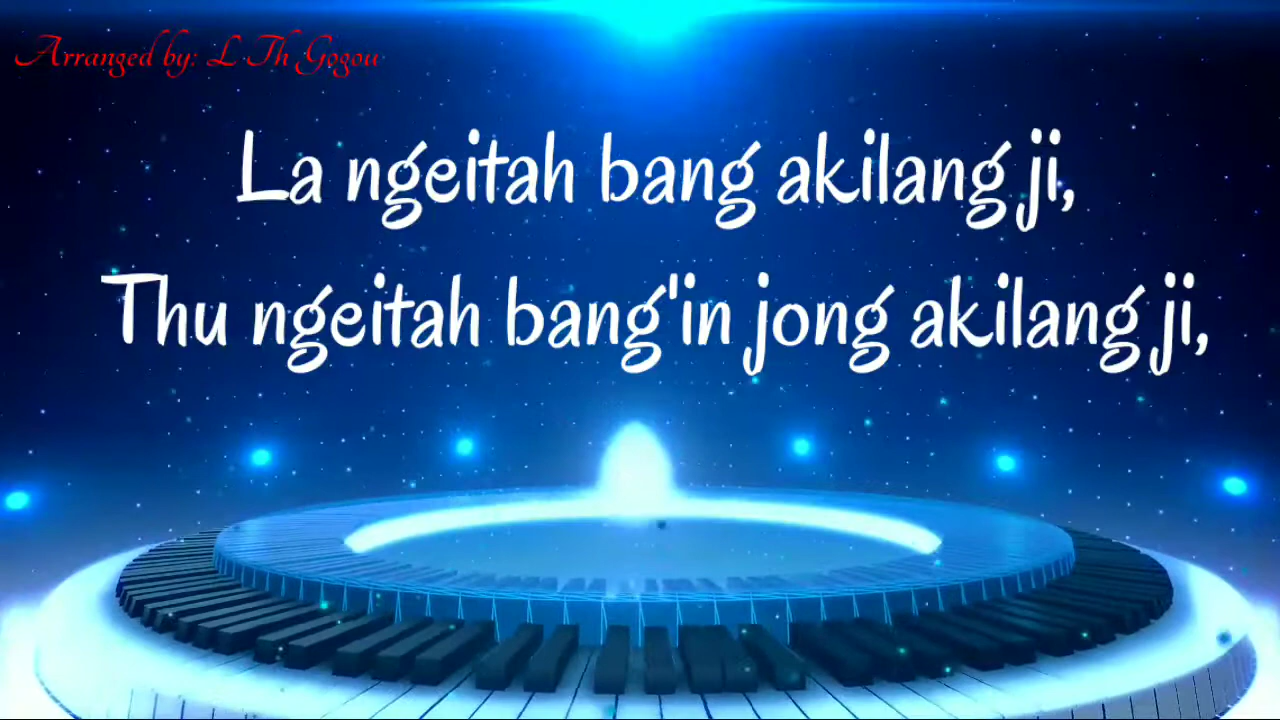 Arranged by: L Th Gogou
La ngeitah bang akilang ji,
Thu ngeitah bang'in jong akilang ji,